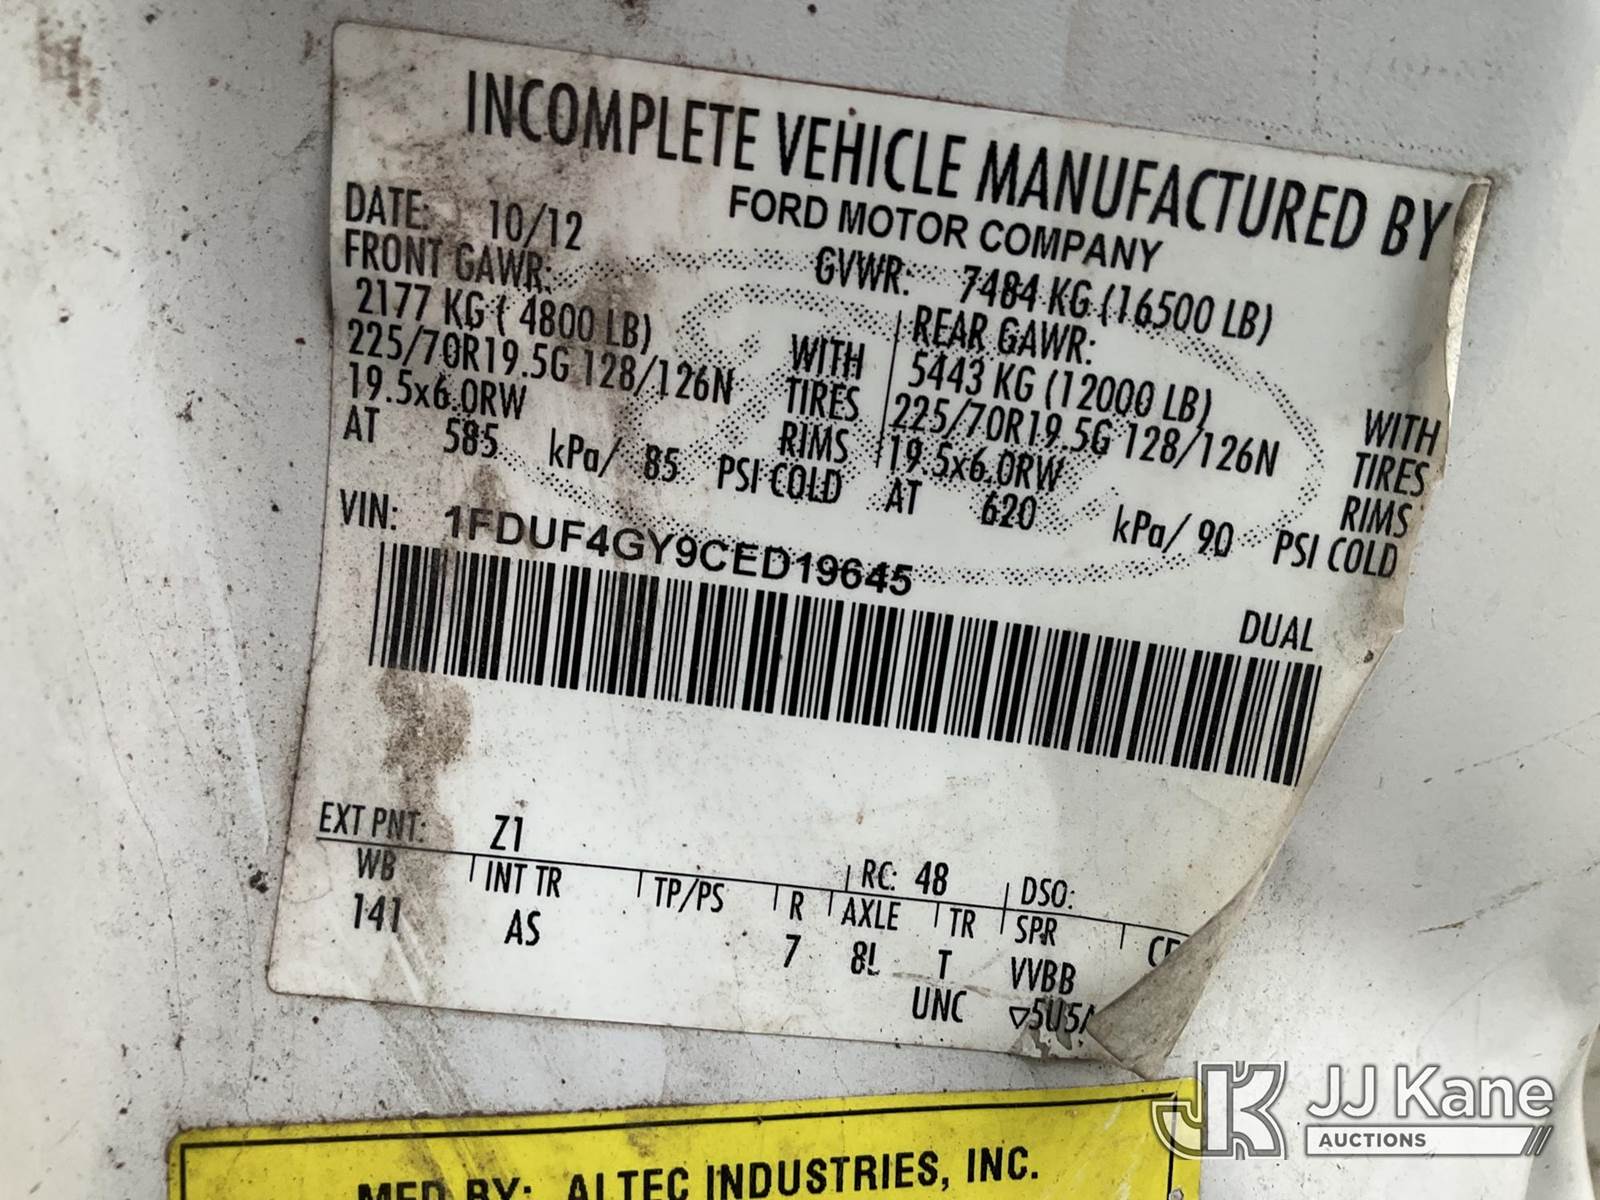 INCOMPLETE VEHICLE MANUFACTURED BY
FORD MOTOR COMPANY
DATE: 10/12 GVWR: 7484 KG (16500 LB)
FRONT GAWR: REAR GAWR:
2177 KG ( 4800 LB) WITH 5443 KG (12000 LB) WITH
225/70R19.5G 128/126N TIRES 225/70R19.5G 128/126N TIRES
19.5x6.0RW RIMS 19.5x6.0RW RIMS
AT 585 kPa/ 85 PSI COLD AT 620 kPa/ 90 PSI COLD
VIN: 1FDUF4GY9CED19645
DUAL
EXT PNT: Z1 RC: 48 DSO:
WB INT TR TP/PS R AXLE TR SPR
141 AS 7 8L T VVBB
UNC ▽5U5
MFD BY: ALTEC INDUSTRIES, INC.
JK JJ Kane
AUCTIONS